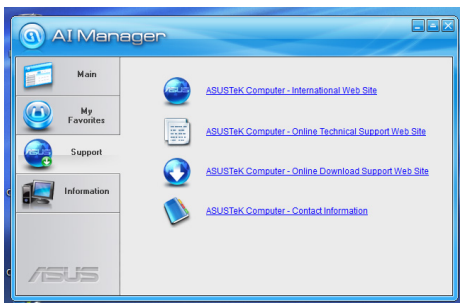 AI Manager
Main
My
Favorites
Support
Information
ASUS
ASUSTeK Computer - International Web Site
ASUSTeK Computer - Online Technical Support Web Site
ASUSTeK Computer - Online Download Support Web Site
ASUSTeK Computer - Contact Information